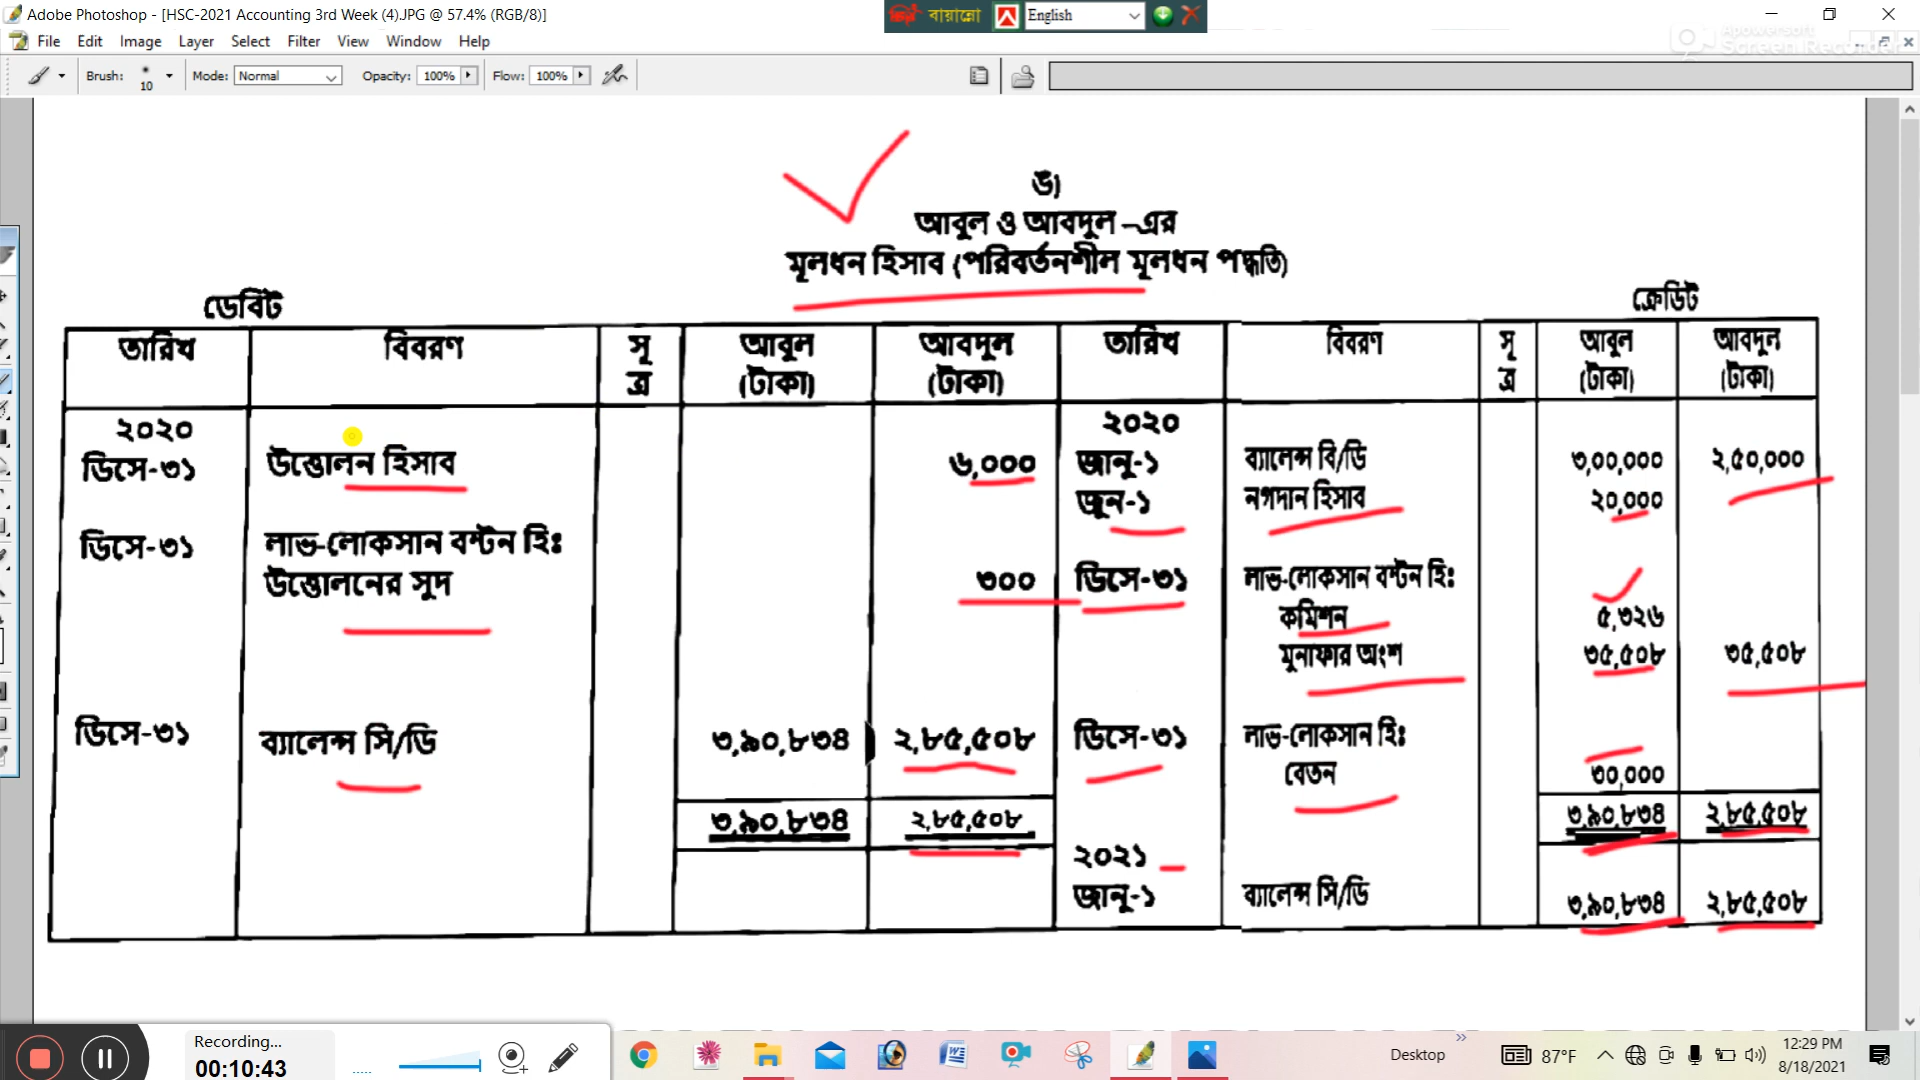 Adobe Photoshop - [HSC-2021 Accounting 3rd Week (4).JPG @ 57.4% (RGB/8)]
বায়ান্নো English
File Edit Image Layer Select Filter View Window Help
Apowersoft
Screen Recorder
Brush: 10 Mode: Normal Opacity: 100% Flow: 100%
ঙ)
আবুল ও আবদুল –এর
মূলধন হিসাব (পরিবর্তনশীল মূলধন পদ্ধতি)
ডেবিট ক্রেডিট
তারিখ বিবরণ সূত্র আবুল (টাকা) আবদুল (টাকা) তারিখ বিবরণ সূত্র আবুল (টাকা) আবদুল (টাকা)
২০২০ ২০২০
ডিসে-৩১ উত্তোলন হিসাব ৬,০০০ জানু-১ ব্যালেন্স বি/ডি ৩,০০,০০০ ২,৫০,০০০
জুন-১ নগদান হিসাব ২০,০০০
ডিসে-৩১ লাভ-লোকসান বন্টন হিঃ
উত্তোলনের সুদ ৩০০ ডিসে-৩১ লাভ-লোকসান বন্টন হি:
কমিশন ৫,৩২৬
মুনাফার অংশ ৩৫,৫০৮ ৩৫,৫০৮
ডিসে-৩১ ব্যালেন্স সি/ডি ৩,৯০,৮৩৪ ২,৮৫,৫০৮ ডিসে-৩১ লাভ-লোকসান হি:
বেতন ৩০,০০০
৩,৯০,৮৩৪ ২,৮৫,৫০৮ ৩,৯০,৮৩৪ ২,৮৫,৫০৮
২০২১
জানু-১ ব্যালেন্স সি/ডি ৩,৯০,৮৩৪ ২,৮৫,৫০৮
Recording...
00:10:43
Desktop 87°F 12:29 PM
8/18/2021